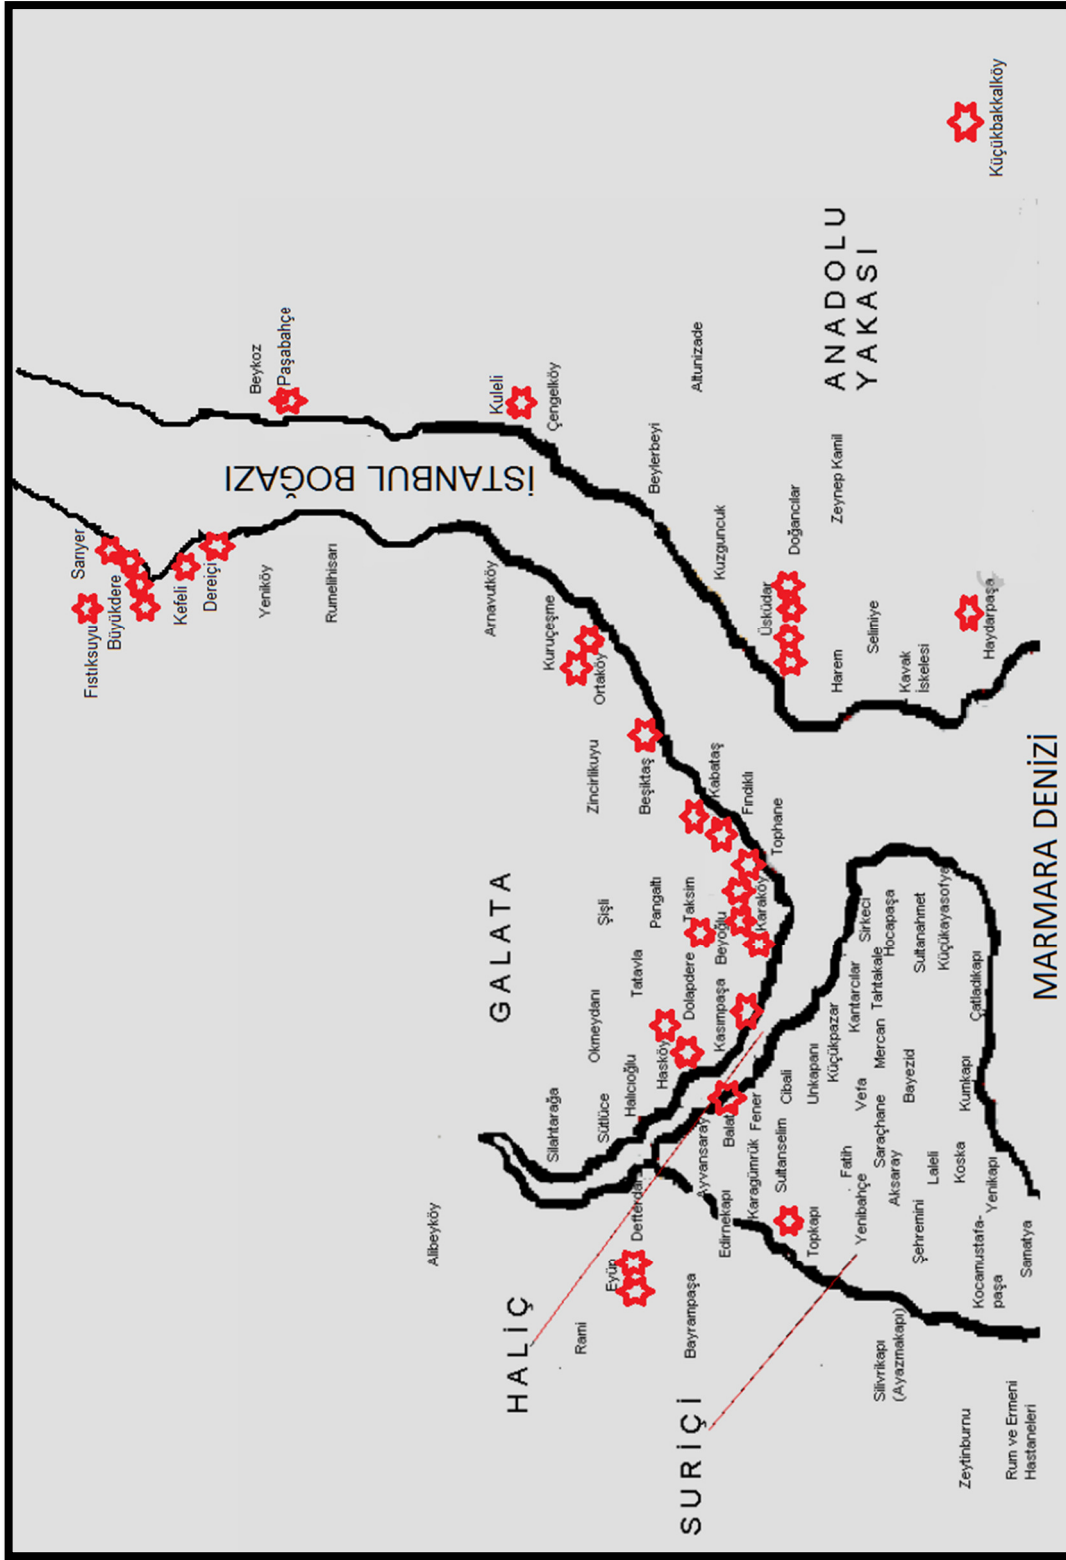 Küçükbakkalköy
ANADOLU
YAKASI
Beykoz
Paşabahçe
Kuleli
Çengelköy
Altunizade
İSTANBUL BOĞAZI
Beylerbeyi
Zeynep Kamil
Kuzguncuk
Doğancılar
Sarıyer
Fıstıksuyu
Büyükdere
Kefeli
Dereiçi
Yeniköy
Rumelihisarı
Arnavutköy
Kuruçeşme
Ortaköy
Üsküdar
Harem
Selimiye
Kavak
İskelesi
Haydarpaşa
Zincirlikuyu
Beşiktaş
Kabataş
Fındıklı
Tophane
MARMARA DENİZİ
GALATA
Şişli
Pangaltı
Taksim
Beyoğlu
Karaköy
Okmeydanı
Tatavla
Dolapdere
Kasımpaşa
Sirkeci
Hocapaşa
Sultanahmet
Küçükayasofya
Silahtarağa
Sütlüce
Halıcıoğlu
Hasköy
Kantarcılar
Tahtakale
Çatladıkapı
Küçükpazar
Mercan
Unkapanı
Cibali
Vefa
Bayezid
Kumkapı
Fener
Balat
Ayvansaray
Saraçhane
Fatih
Sultanselim
Karagümrük
Edirnekapı
Aksaray
Laleli
Koska
Yenikapı
Alibeyköy
Defterdar
Eyüp
Topkapı
Yenibahçe
Şehremini
Kocamustafa-
paşa
Samatya
HALİÇ
Rami
Bayrampaşa
Silivrikapı
(Ayazmakapı)
SURİÇİ
Zeytinburnu
Rum ve Ermeni
Hastaneleri